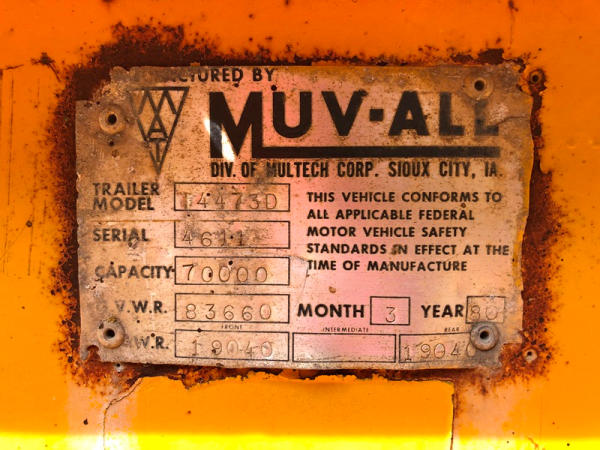 MANUFACTURED BY
MUV-ALL
DIV. OF MULTECH CORP. SIOUX CITY, IA.
TRAILER MODEL 14473D
SERIAL
CAPACITY 70000
THIS VEHICLE CONFORMS TO
ALL APPLICABLE FEDERAL
MOTOR VEHICLE SAFETY
STANDARDS IN EFFECT AT THE
TIME OF MANUFACTURE
V.W.R. 83660 MONTH 3 YEAR 80
FRONT INTERMEDIATE REAR
W.R. 19040 19040